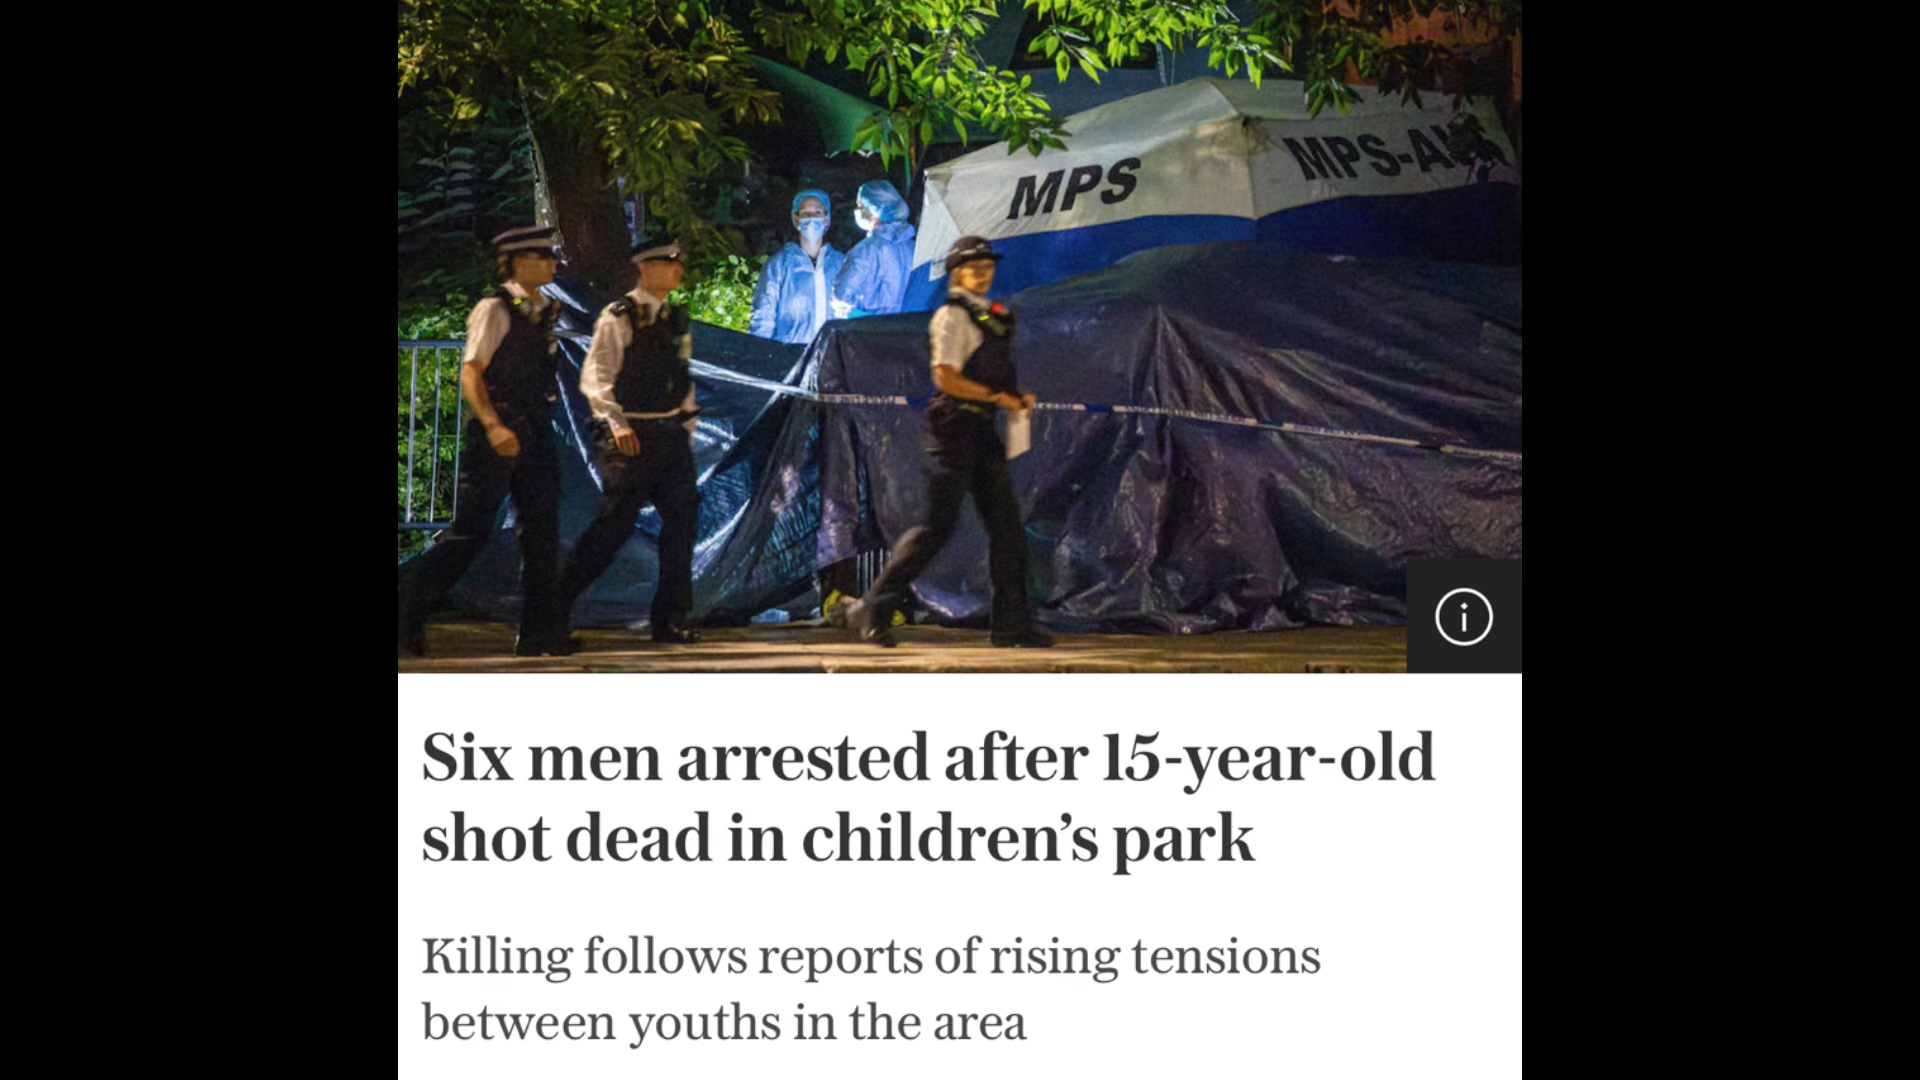 MPS
MPS-A
Six men arrested after 15-year-old
shot dead in children’s park
Killing follows reports of rising tensions
between youths in the area